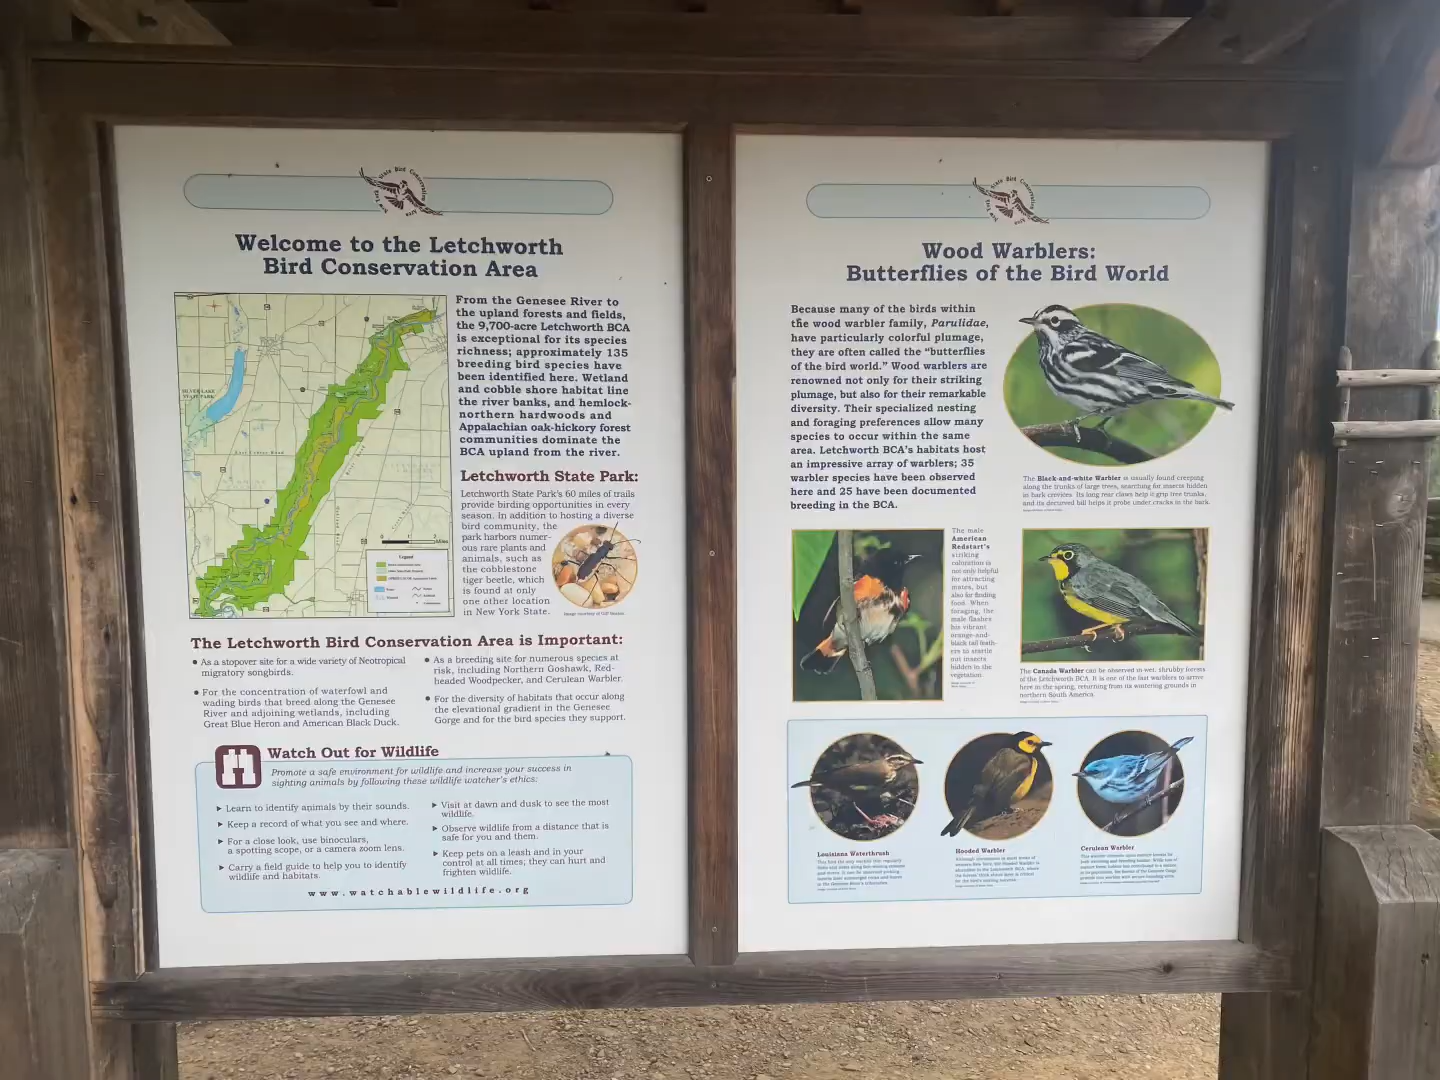 New York State Bird Conservation Area
Welcome to the Letchworth
Bird Conservation Area
SILVER LAKE
STATE PARK
Legend
From the Genesee River to
the upland forests and fields,
the 9,700-acre Letchworth BCA
is exceptional for its species
richness; approximately 135
breeding bird species have
been identified here. Wetland
and cobble shore habitat line
the river banks, and hemlock-
northern hardwoods and
Appalachian oak-hickory forest
communities dominate the
BCA upland from the river.
Letchworth State Park:
Letchworth State Park's 60 miles of trails
provide birding opportunities in every
season. In addition to hosting a diverse
bird community, the
park harbors numer-
ous rare plants and
animals, such as
the cobblestone
tiger beetle, which
is found at only
one other location
in New York State.
The Letchworth Bird Conservation Area is Important:
• As a stopover site for a wide variety of Neotropical
migratory songbirds.
• For the concentration of waterfowl and
wading birds that breed along the Genesee
River and adjoining wetlands, including
Great Blue Heron and American Black Duck.
• As a breeding site for numerous species at
risk, including Northern Goshawk, Red-
headed Woodpecker, and Cerulean Warbler.
• For the diversity of habitats that occur along
the elevational gradient in the Genesee
Gorge and for the bird species they support.
Watch Out for Wildlife
Promote a safe environment for wildlife and increase your success in
sighting animals by following these wildlife watcher's ethics:
Learn to identify animals by their sounds.
Keep a record of what you see and where.
For a close look, use binoculars,
a spotting scope, or a camera zoom lens.
Carry a field guide to help you to identify
wildlife and habitats.
Visit at dawn and dusk to see the most
wildlife.
Observe wildlife from a distance that is
safe for you and them.
Keep pets on a leash and in your
control at all times; they can hurt and
frighten wildlife.
www.watchablewildlife.org
New York State Bird Conservation Area
Wood Warblers:
Butterflies of the Bird World
Because many of the birds within
the wood warbler family, Parulidae,
have particularly colorful plumage,
they are often called the “butterflies
of the bird world.” Wood warblers are
renowned not only for their striking
plumage, but also for their remarkable
diversity. Their specialized nesting
and foraging preferences allow many
species to occur within the same
area. Letchworth BCA's habitats host
an impressive array of warblers; 35
warbler species have been observed
here and 25 have been documented
breeding in the BCA.
The Black-and-white Warbler is usually found creeping
along the trunks of large trees, searching for insects hidden
in bark crevices. Its long rear claws help it grip tree trunks,
and its decurved bill helps it probe under cracks in the bark.
The male
American
Redstart's
striking
coloration is
not only helpful
for attracting
mates, but
also for finding
food. When
foraging, the
male flashes
his vibrant
orange-and-
black tail feath-
ers to startle
out insects
hidden in the
vegetation.
The Canada Warbler can be observed in wet, shrubby forests
of the Letchworth BCA. It is one of the last warblers to arrive
here in the spring, returning from its wintering grounds in
northern South America.
Louisiana Waterthrush
Hooded Warbler
Cerulean Warbler